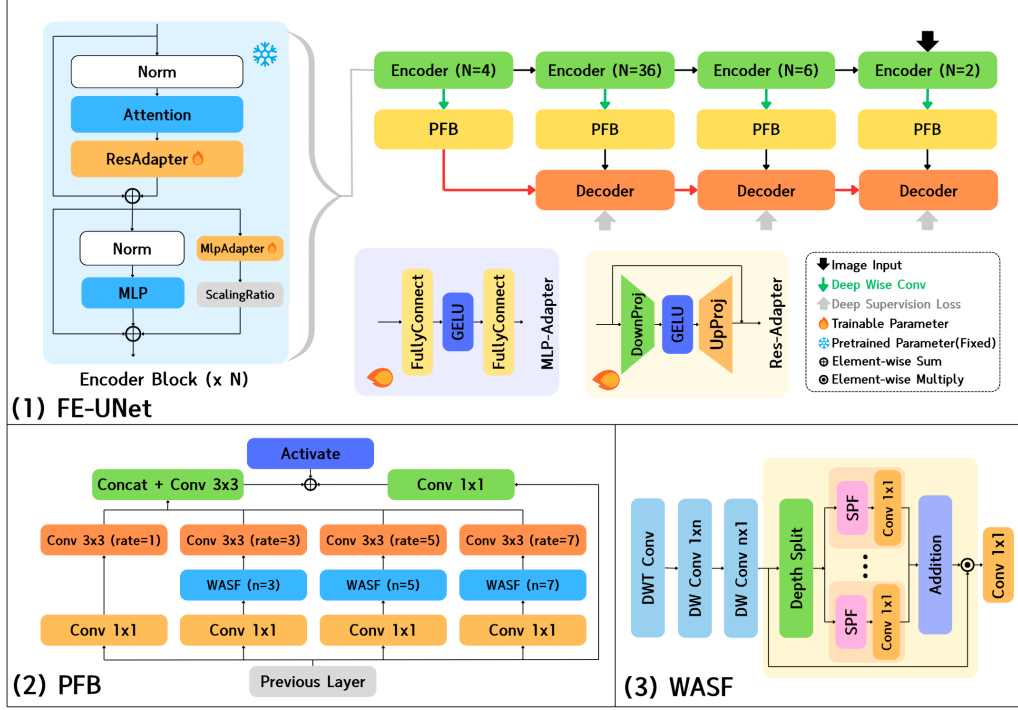 Norm
Attention
ResAdapter
Norm
MlpAdapter
MLP
ScalingRatio
Encoder Block (x N)
(1) FE-UNet
Encoder (N=4)
Encoder (N=36)
Encoder (N=6)
Encoder (N=2)
PFB
PFB
PFB
PFB
Decoder
Decoder
Decoder
FullyConnect
GELU
FullyConnect
MLP-Adapter
DownProj
GELU
UpProj
Res-Adapter
Image Input
Deep Wise Conv
Deep Supervision Loss
Trainable Parameter
Pretrained Parameter(Fixed)
Element-wise Sum
Element-wise Multiply
Activate
Concat + Conv 3x3
Conv 1x1
Conv 3x3 (rate=1)
Conv 3x3 (rate=3)
Conv 3x3 (rate=5)
Conv 3x3 (rate=7)
WASF (n=3)
WASF (n=5)
WASF (n=7)
Conv 1x1
Conv 1x1
Conv 1x1
Conv 1x1
Previous Layer
(2) PFB
DWT Conv
DW Conv 1xn
DW Conv nx1
Depth Split
SPF
Conv 1x1
SPF
Conv 1x1
Addition
Conv 1x1
(3) WASF